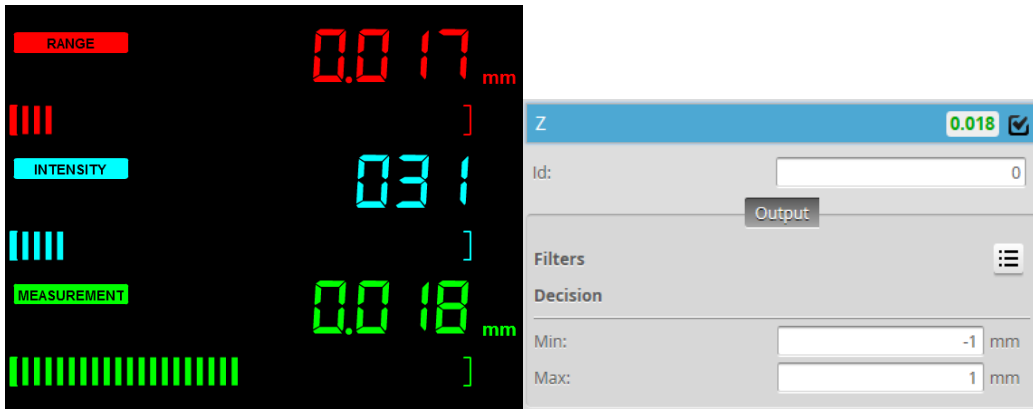 RANGE
0.017 mm
INTENSITY
031
MEASUREMENT
0.018 mm
Z 0.018
Id: 0
Output
Filters
Decision
Min: -1 mm
Max: 1 mm